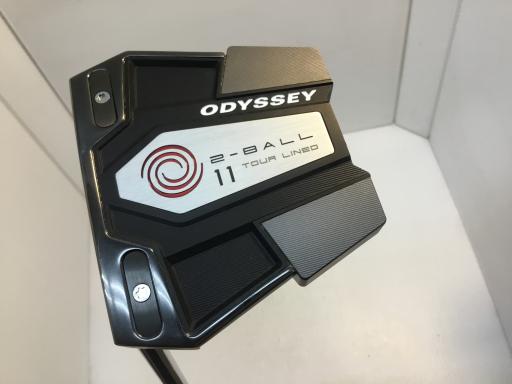 ODYSSEY
2-BALL
11 TOUR LINED